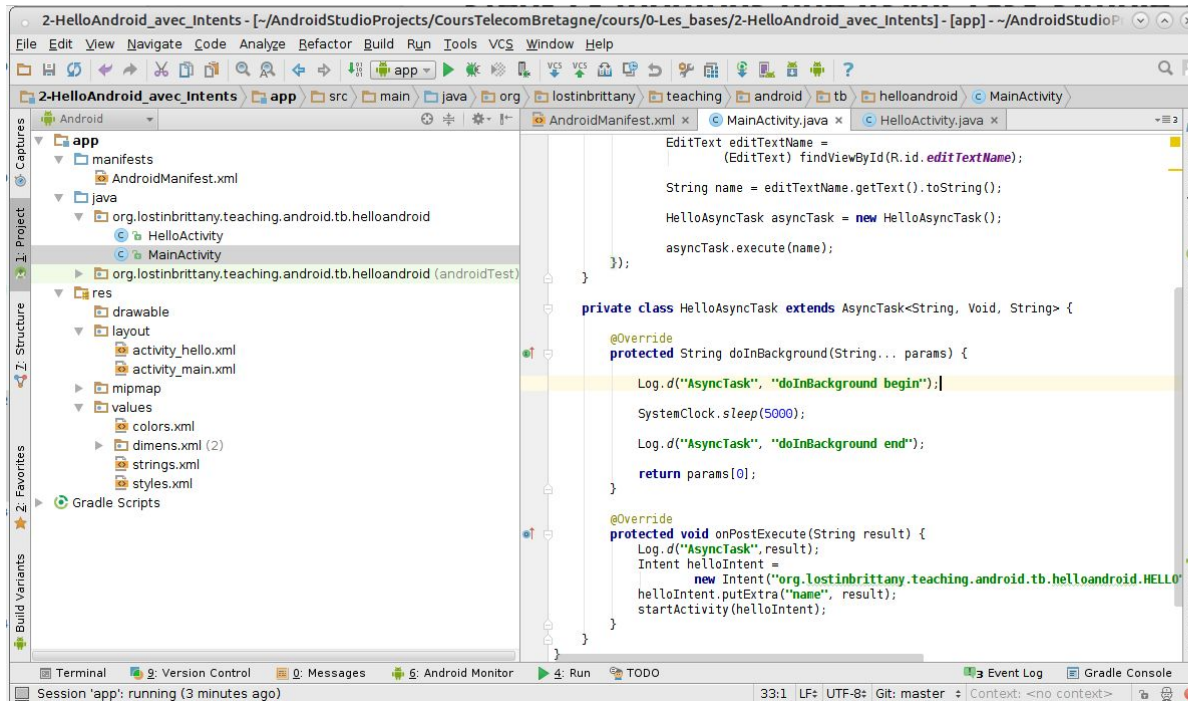 2-HelloAndroid_avec_Intents - [~/AndroidStudioProjects/CoursTelecomBretagne/cours/0-Les_bases/2-HelloAndroid_avec_Intents] - [app] - ~/AndroidStudioP
File Edit View Navigate Code Analyze Refactor Build Run Tools VCS Window Help
app
2-HelloAndroid_avec_Intents app src main java org lostinbrittany teaching android tb helloandroid MainActivity
Android
AndroidManifest.xml × MainActivity.java × HelloActivity.java ×
Captures
1: Project
7: Structure
2: Favorites
Build Variants
app
manifests
AndroidManifest.xml
java
org.lostinbrittany.teaching.android.tb.helloandroid
HelloActivity
MainActivity
org.lostinbrittany.teaching.android.tb.helloandroid (androidTest)
res
drawable
layout
activity_hello.xml
activity_main.xml
mipmap
values
colors.xml
dimens.xml (2)
strings.xml
styles.xml
Gradle Scripts
EditText editTextName =
(EditText) findViewById(R.id.editTextName);
String name = editTextName.getText().toString();
HelloAsyncTask asyncTask = new HelloAsyncTask();
asyncTask.execute(name);
});
}
private class HelloAsyncTask extends AsyncTask<String, Void, String> {
@Override
protected String doInBackground(String... params) {
Log.d("AsyncTask", "doInBackground begin");
SystemClock.sleep(5000);
Log.d("AsyncTask", "doInBackground end");
return params[0];
}
@Override
protected void onPostExecute(String result) {
Log.d("AsyncTask",result);
Intent helloIntent =
new Intent("org.lostinbrittany.teaching.android.tb.helloandroid.HELLO"
helloIntent.putExtra("name", result);
startActivity(helloIntent);
}
}
}
Terminal 9: Version Control 0: Messages 6: Android Monitor 4: Run TODO 3 Event Log Gradle Console
Session 'app': running (3 minutes ago) 33:1 LF÷ UTF-8÷ Git: master ÷ Context: <no context>